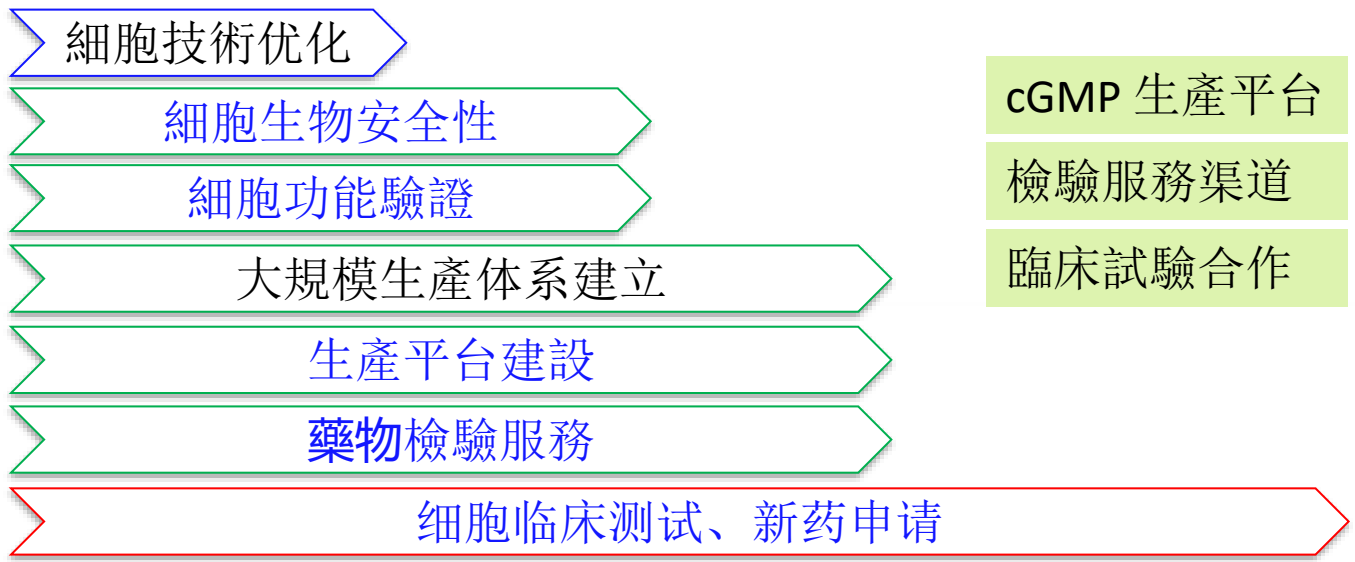 細胞技術优化
細胞生物安全性
細胞功能驗證
大規模生產体系建立
生產平台建設
藥物檢驗服務
细胞临床测试、新药申请
cGMP 生產平台
檢驗服務渠道
臨床試驗合作